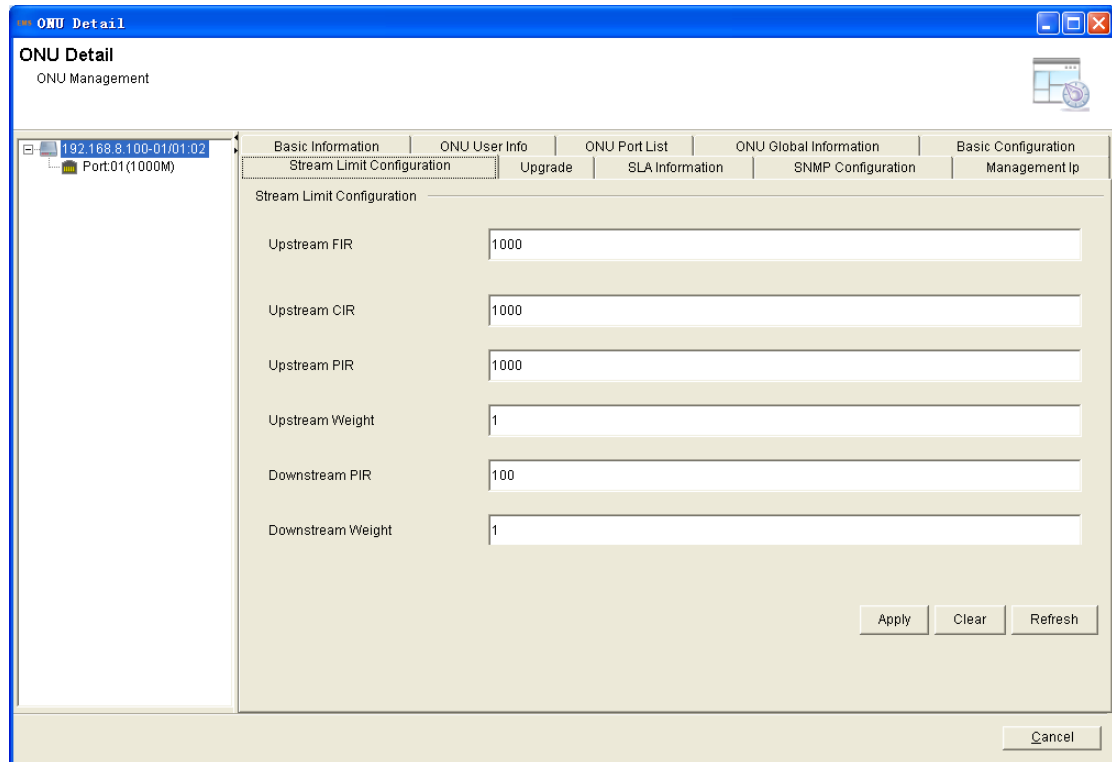 EMS ONU Detail
ONU Detail
ONU Management
192.168.8.100-01/01:02
Port:01(1000M)
Basic Information ONU User Info ONU Port List ONU Global Information Basic Configuration
Stream Limit Configuration Upgrade SLA Information SNMP Configuration Management Ip
Stream Limit Configuration
Upstream FIR 1000
Upstream CIR 1000
Upstream PIR 1000
Upstream Weight 1
Downstream PIR 100
Downstream Weight 1
Apply Clear Refresh
Cancel